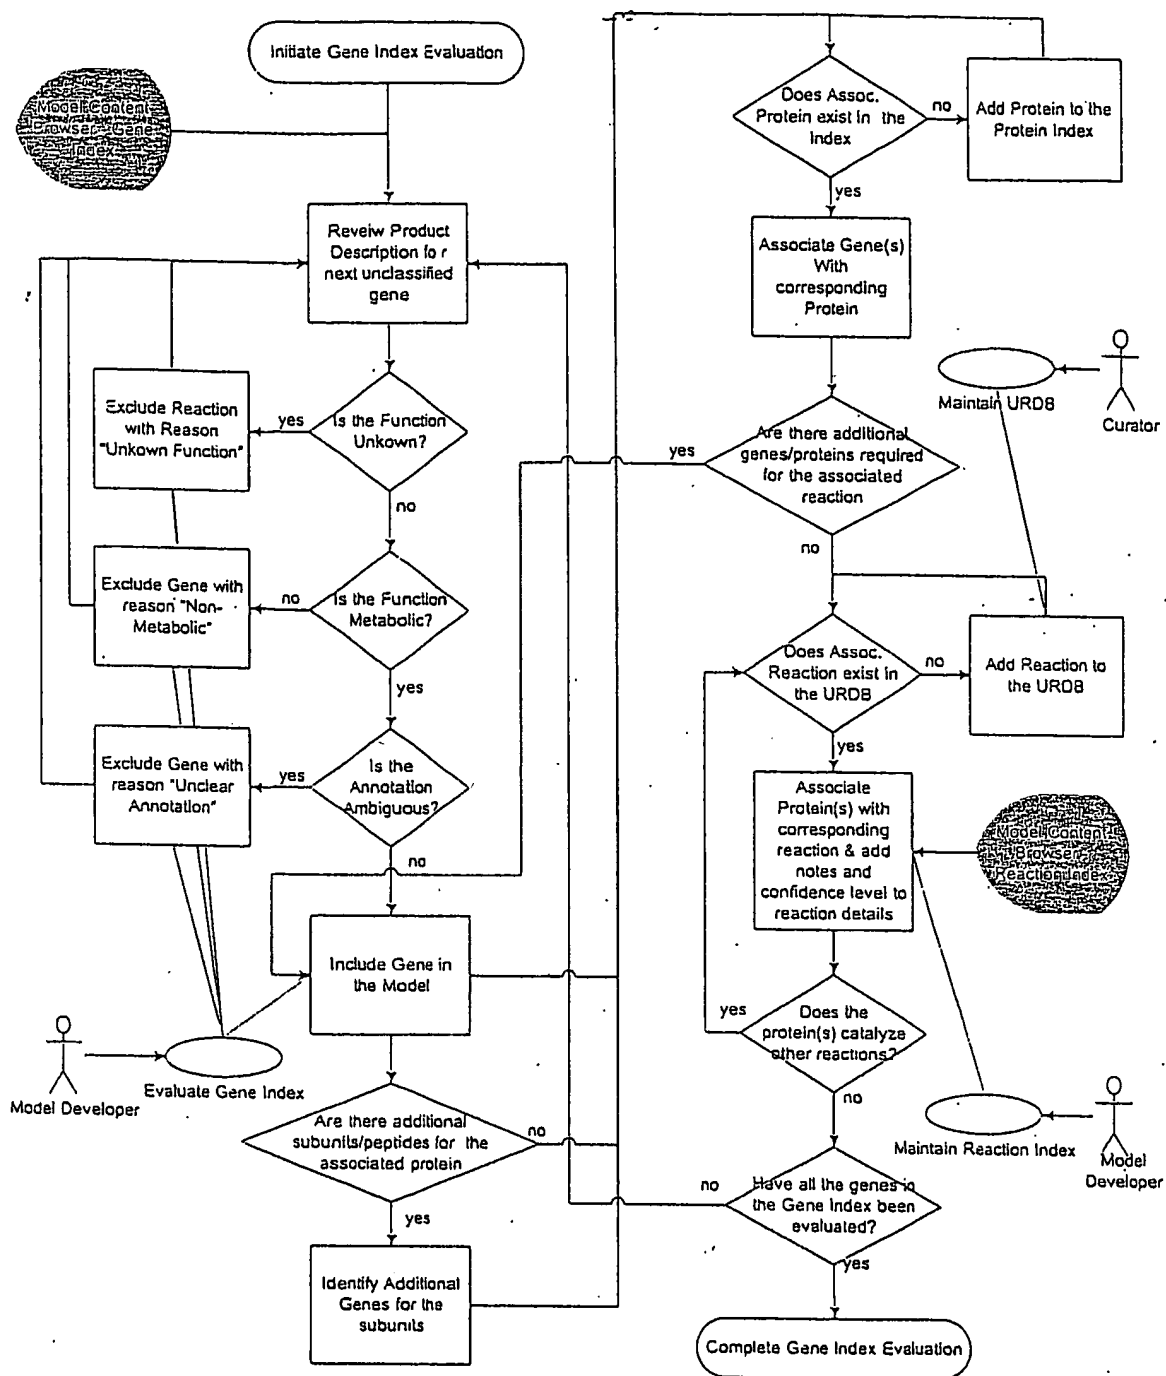 Initiate Gene Index Evaluation
Model Content
Browser - Gene
Index
Reveiw Product
Description for
next unclassified
gene
Exclude Reaction
with Reason
"Unkown Function"
yes
Is the Function
Unkown?
no
Exclude Gene with
reason "Non-
Metabolic"
no
Is the Function
Metabolic?
yes
Exclude Gene with
reason "Unclear
Annotation"
yes
Is the
Annotation
Ambiguous?
no
Include Gene in
the Model
Model Developer
Evaluate Gene Index
Are there additional
subunits/peptides for the
associated protein
no
yes
Identify Additional
Genes for the
subunits
Does Assoc.
Protein exist in the
Index
no
Add Protein to the
Protein Index
yes
Associate Gene(s)
With
corresponding
Protein
Maintain URD8
Curator
yes
Are there additional
genes/proteins required
for the associated
reaction
no
Does Assoc.
Reaction exist in
the URD8
no
Add Reaction to
the URD8
yes
Associate
Protein(s) with
corresponding
reaction & add
notes and
confidence level to
reaction details
Model Content
Browser -
Reaction Index
yes
Does the
protein(s) catalyze
other reactions?
no
Maintain Reaction Index
Model
Developer
no
Have all the genes in
the Gene Index been
evaluated?
yes
Complete Gene Index Evaluation